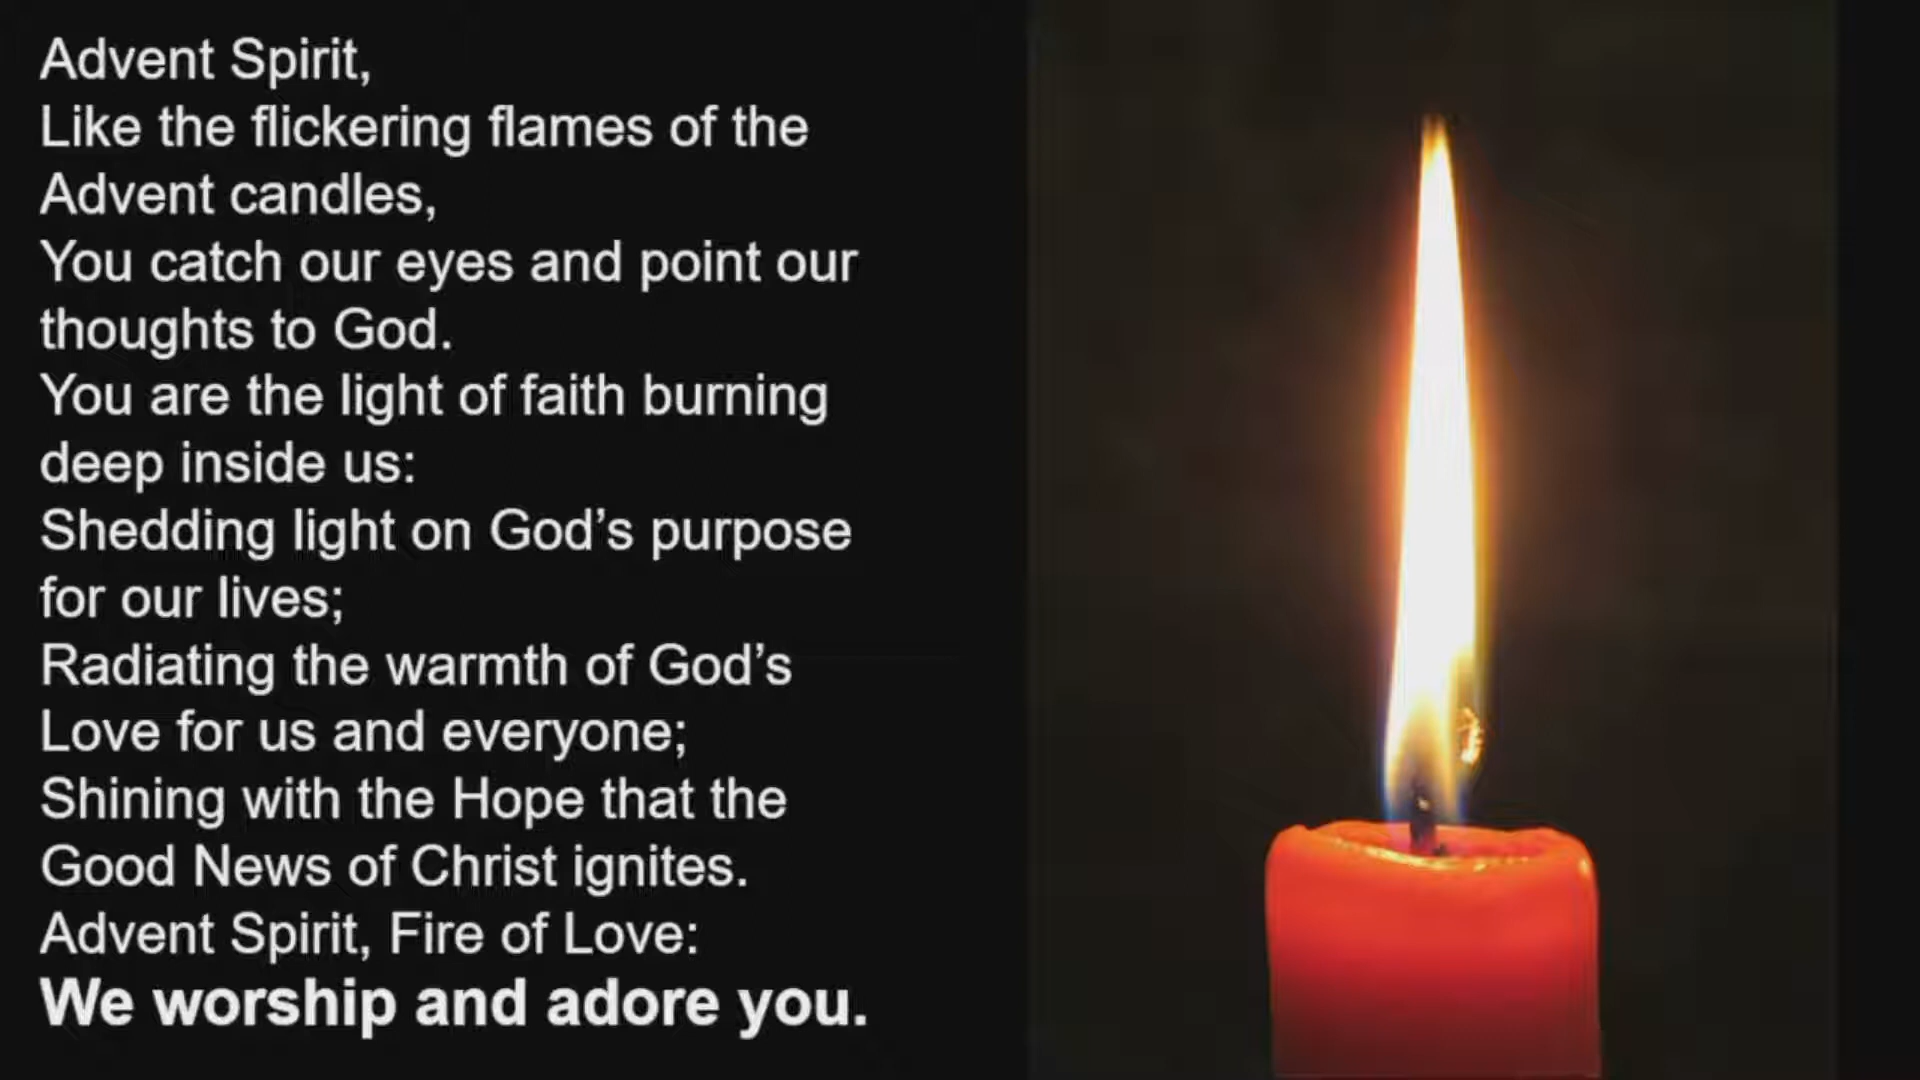 Advent Spirit,
Like the flickering flames of the
Advent candles,
You catch our eyes and point our
thoughts to God.
You are the light of faith burning
deep inside us:
Shedding light on God’s purpose
for our lives;
Radiating the warmth of God’s
Love for us and everyone;
Shining with the Hope that the
Good News of Christ ignites.
Advent Spirit, Fire of Love:
We worship and adore you.